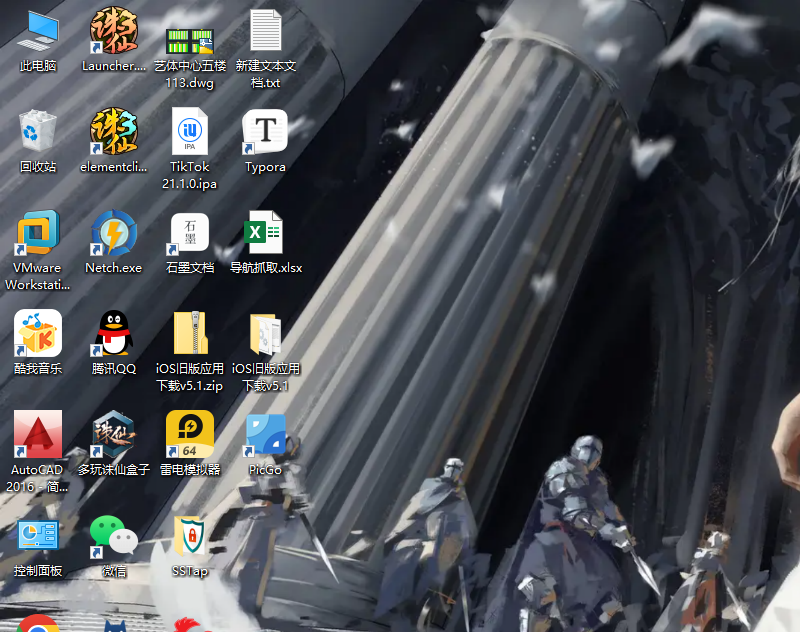 此电脑
Launcher....
艺体中心五楼
113.dwg
新建文本文
档.txt
回收站
elementcli...
iU
IPA
TikTok
21.1.0.ipa
T
Typora
VMware
Workstati...
Netch.exe
石
墨
石墨文档
X
导航抓取.xlsx
K
酷我音乐
腾讯QQ
iOS旧版应用
下载v5.1.zip
iOS旧版应用
下载v5.1
AutoCAD
2016 - 简...
诛仙
多玩诛仙盒子
64
雷电模拟器
PicGo
控制面板
微信
SSTap